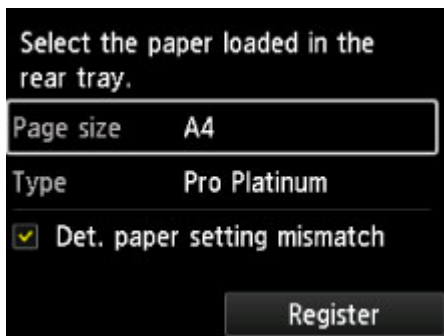 Select the paper loaded in the
rear tray.
Page size A4
Type Pro Platinum
Det. paper setting mismatch
Register